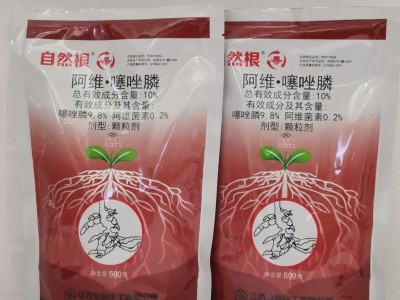 自然根
阿维·噻唑膦
总有效成分含量:10%
有效成分及其含量:
噻唑膦9.8% 阿维菌素0.2%
剂型:颗粒剂
净含量:500克
自然根
阿维·噻唑膦
总有效成分含量:10%
有效成分及其含量:
噻唑膦9.8% 阿维菌素0.2%
剂型:颗粒剂
净含量:500克